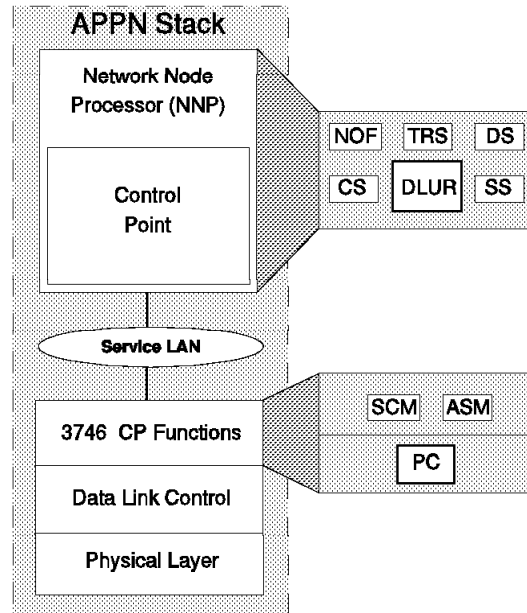 APPN Stack
Network Node
Processor (NNP)
Control
Point
NOF TRS DS
CS DLUR SS
Service LAN
3746 CP Functions
SCM ASM
PC
Data Link Control
Physical Layer